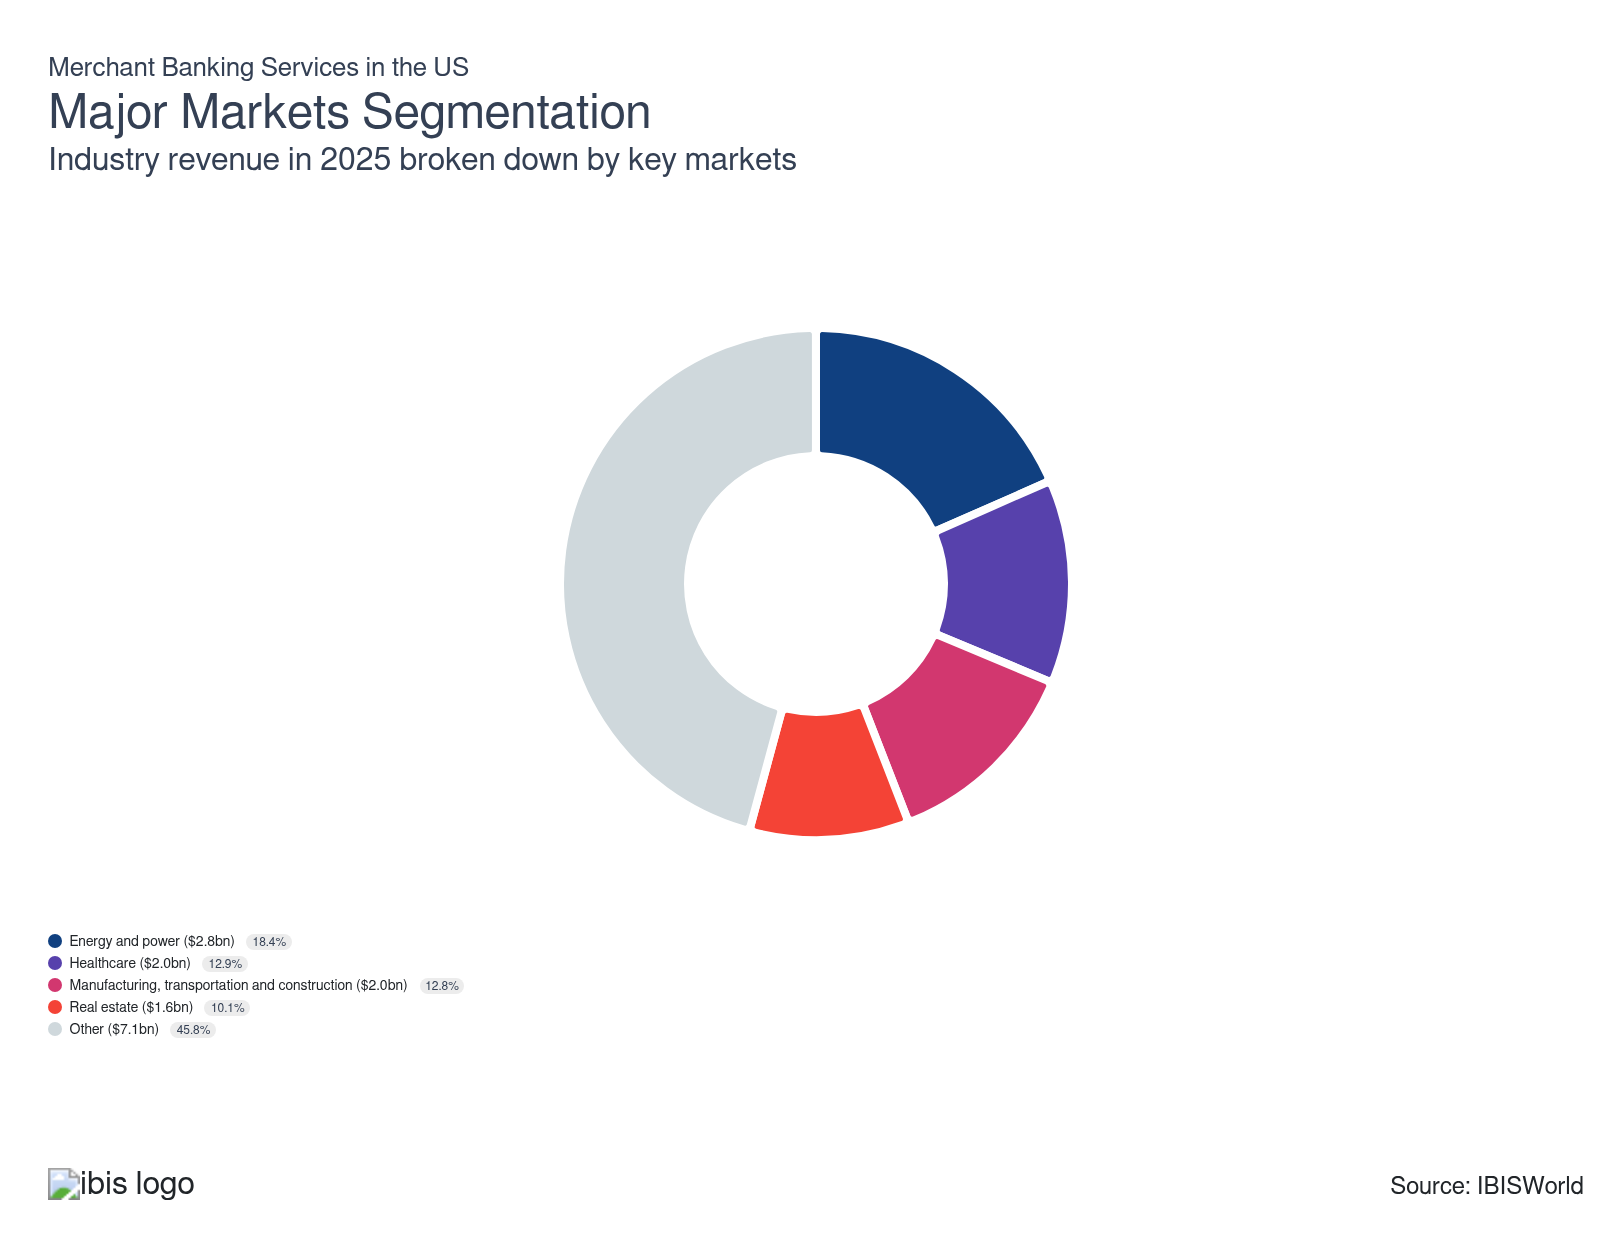 Merchant Banking Services in the US
Major Markets Segmentation
Industry revenue in 2025 broken down by key markets
Energy and power ($2.8bn) 18.4%
Healthcare ($2.0bn) 12.9%
Manufacturing, transportation and construction ($2.0bn) 12.8%
Real estate ($1.6bn) 10.1%
Other ($7.1bn) 45.8%
ibis logo
Source: IBISWorld